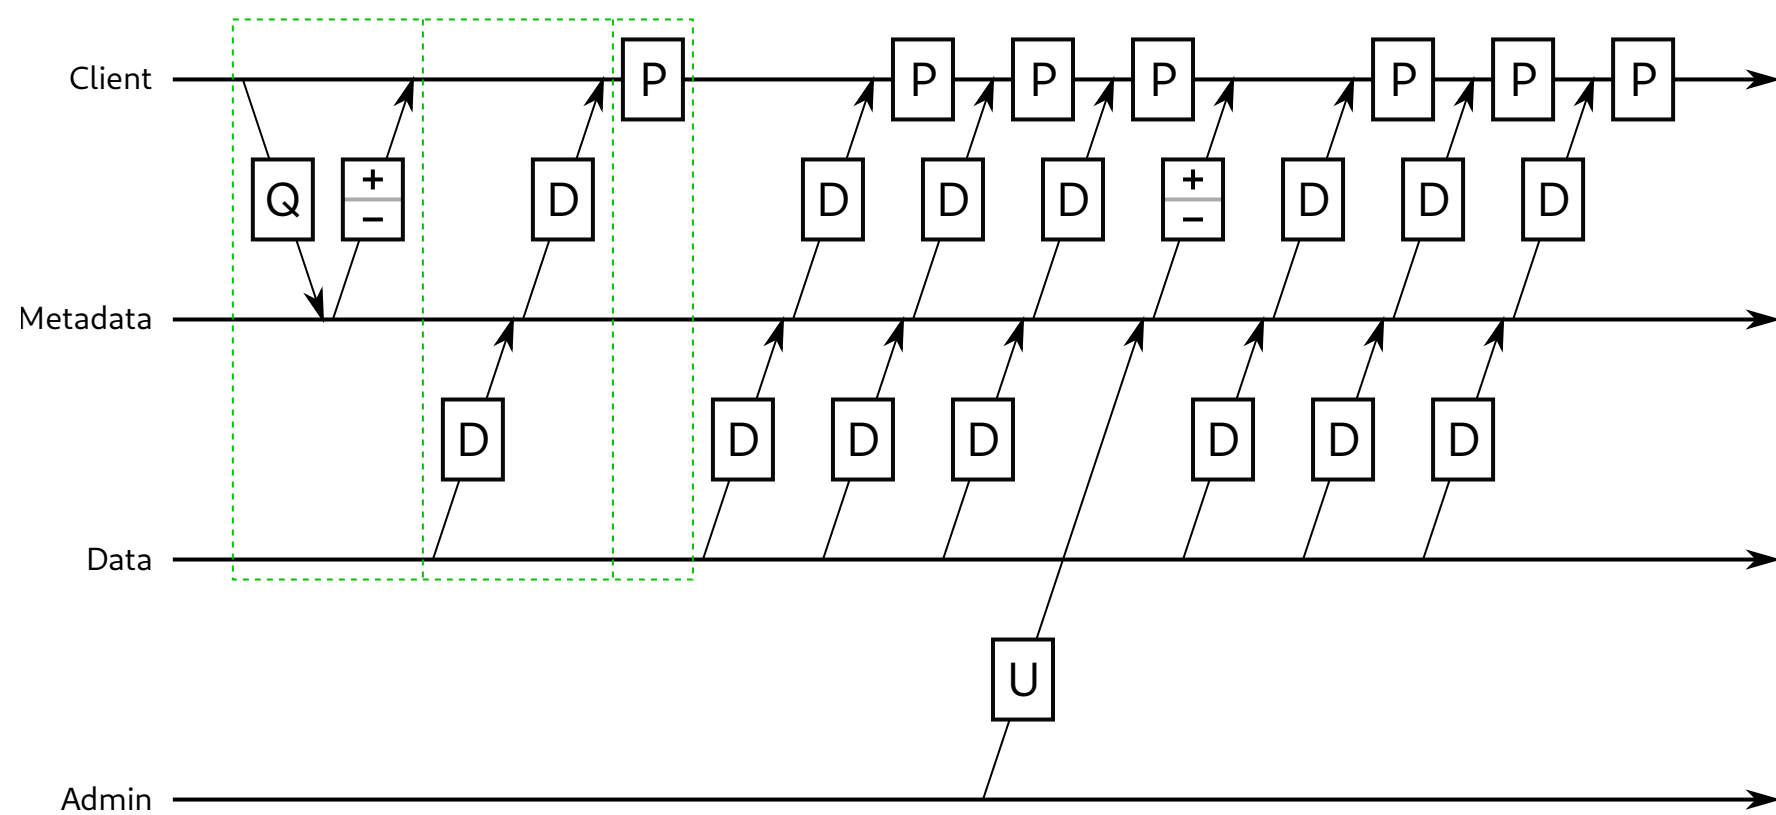 Client P P P P P P P
Q + D D D D + D D D
− −
Metadata
D D D D D D D
Data
U
Admin